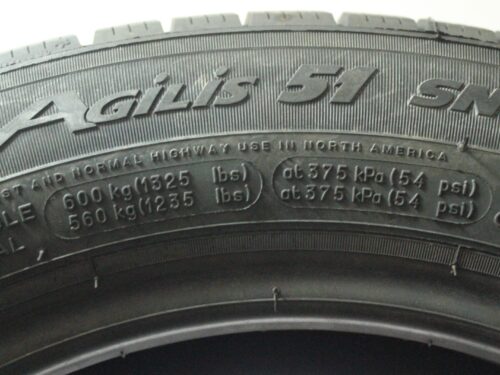 AGiLiS 51 SN
ST AND NORMAL HIGHWAY USE IN NORTH AMERICA
LE 600 kg (1325 lbs) at 375 kPa (54 psi)
AL 560 kg (1235 lbs) at 375 kPa (54 psi)